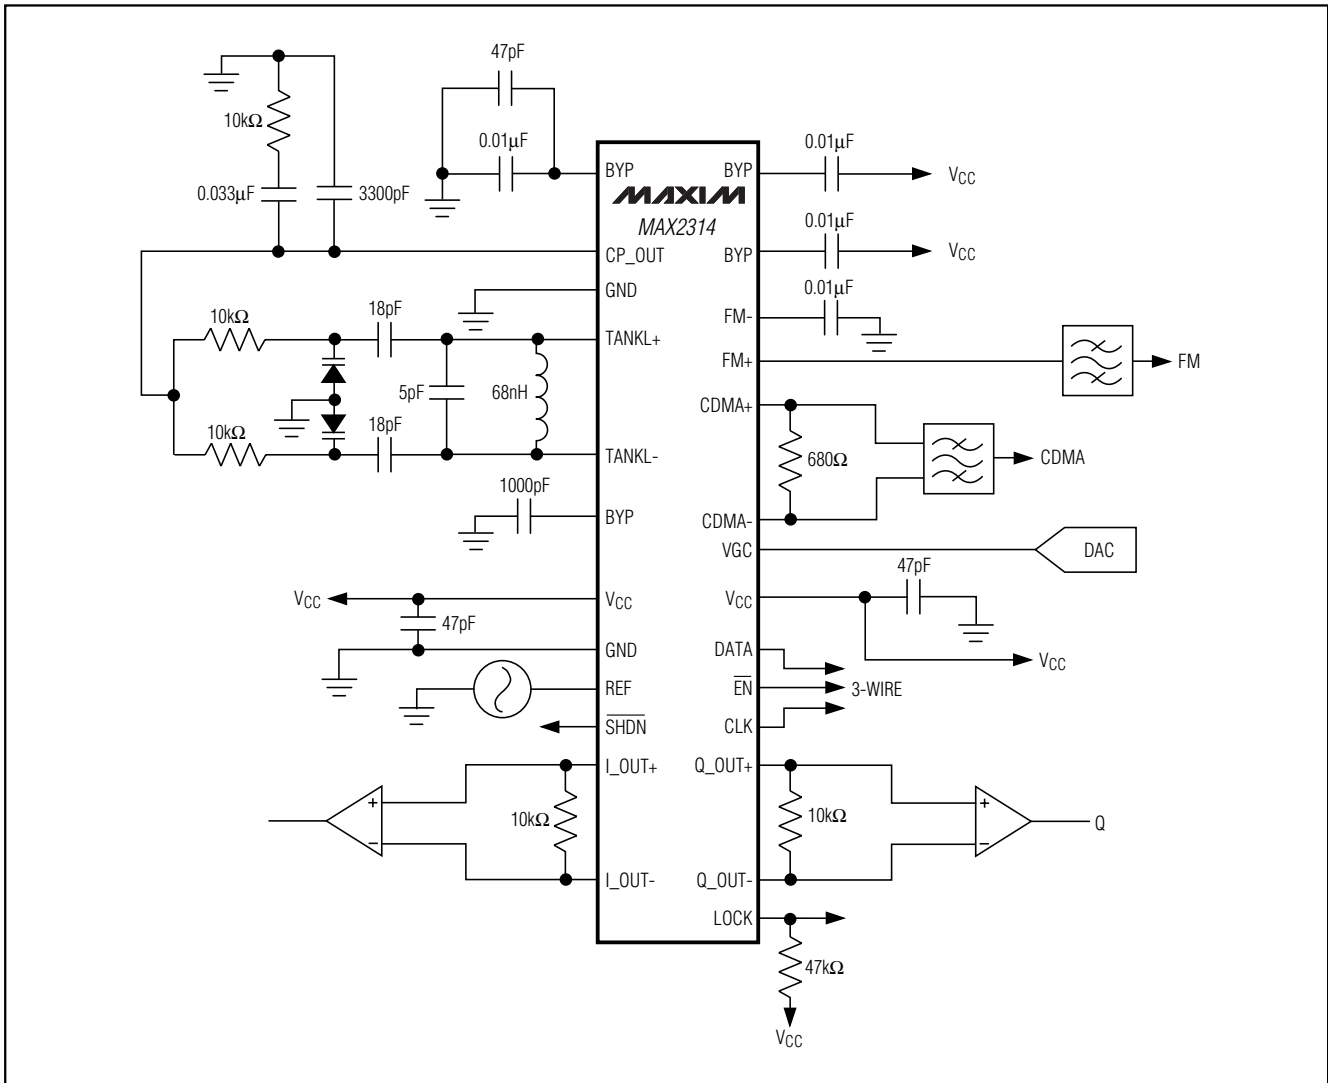 47pF
10kΩ
0.01µF
0.01µF
BYP
BYP
VCC
MAXIM
0.033µF
3300pF
MAX2314
0.01µF
CP_OUT
BYP
VCC
GND
0.01µF
18pF
10kΩ
FM-
TANKL+
FM+
FM
5pF
68nH
CDMA+
18pF
10kΩ
TANKL-
680Ω
CDMA
1000pF
BYP
CDMA-
VGC
DAC
47pF
VCC
VCC
VCC
47pF
GND
DATA
VCC
REF
EN
3-WIRE
SHDN
CLK
I_OUT+
Q_OUT+
+
+
10kΩ
10kΩ
Q
−
−
I_OUT-
Q_OUT-
LOCK
47kΩ
VCC